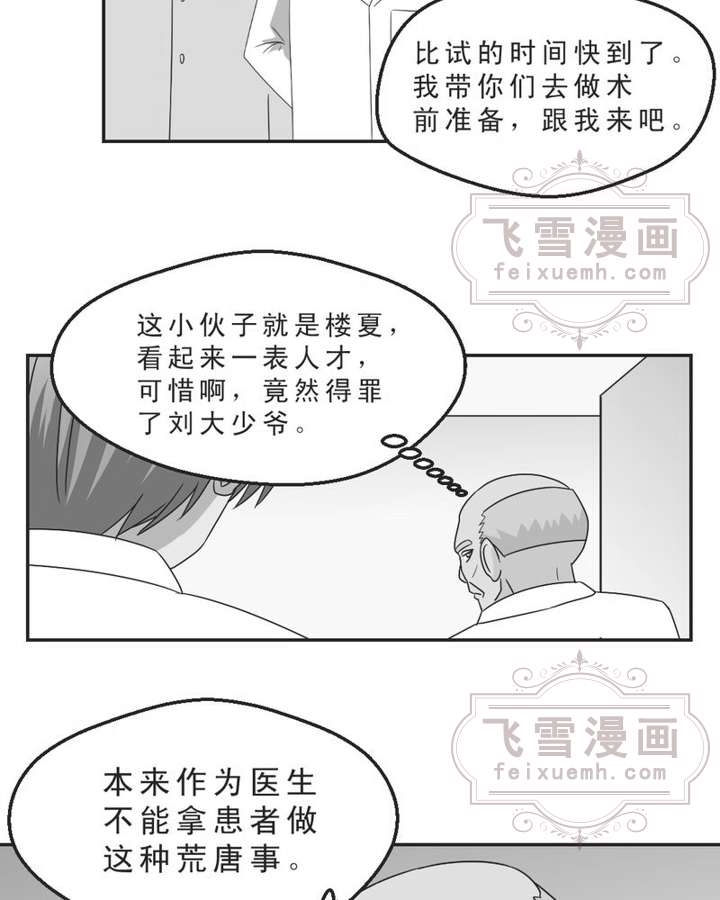 比试的时间快到了。
我带你们去做术
前准备，跟我来吧。
飞雪漫画
feixuemh.com
这小伙子就是楼夏，
看起来一表人才，
可惜啊，竟然得罪
了刘大少爷。
飞雪漫画
feixuemh.com
本来作为医生
不能拿患者做
这种荒唐事。